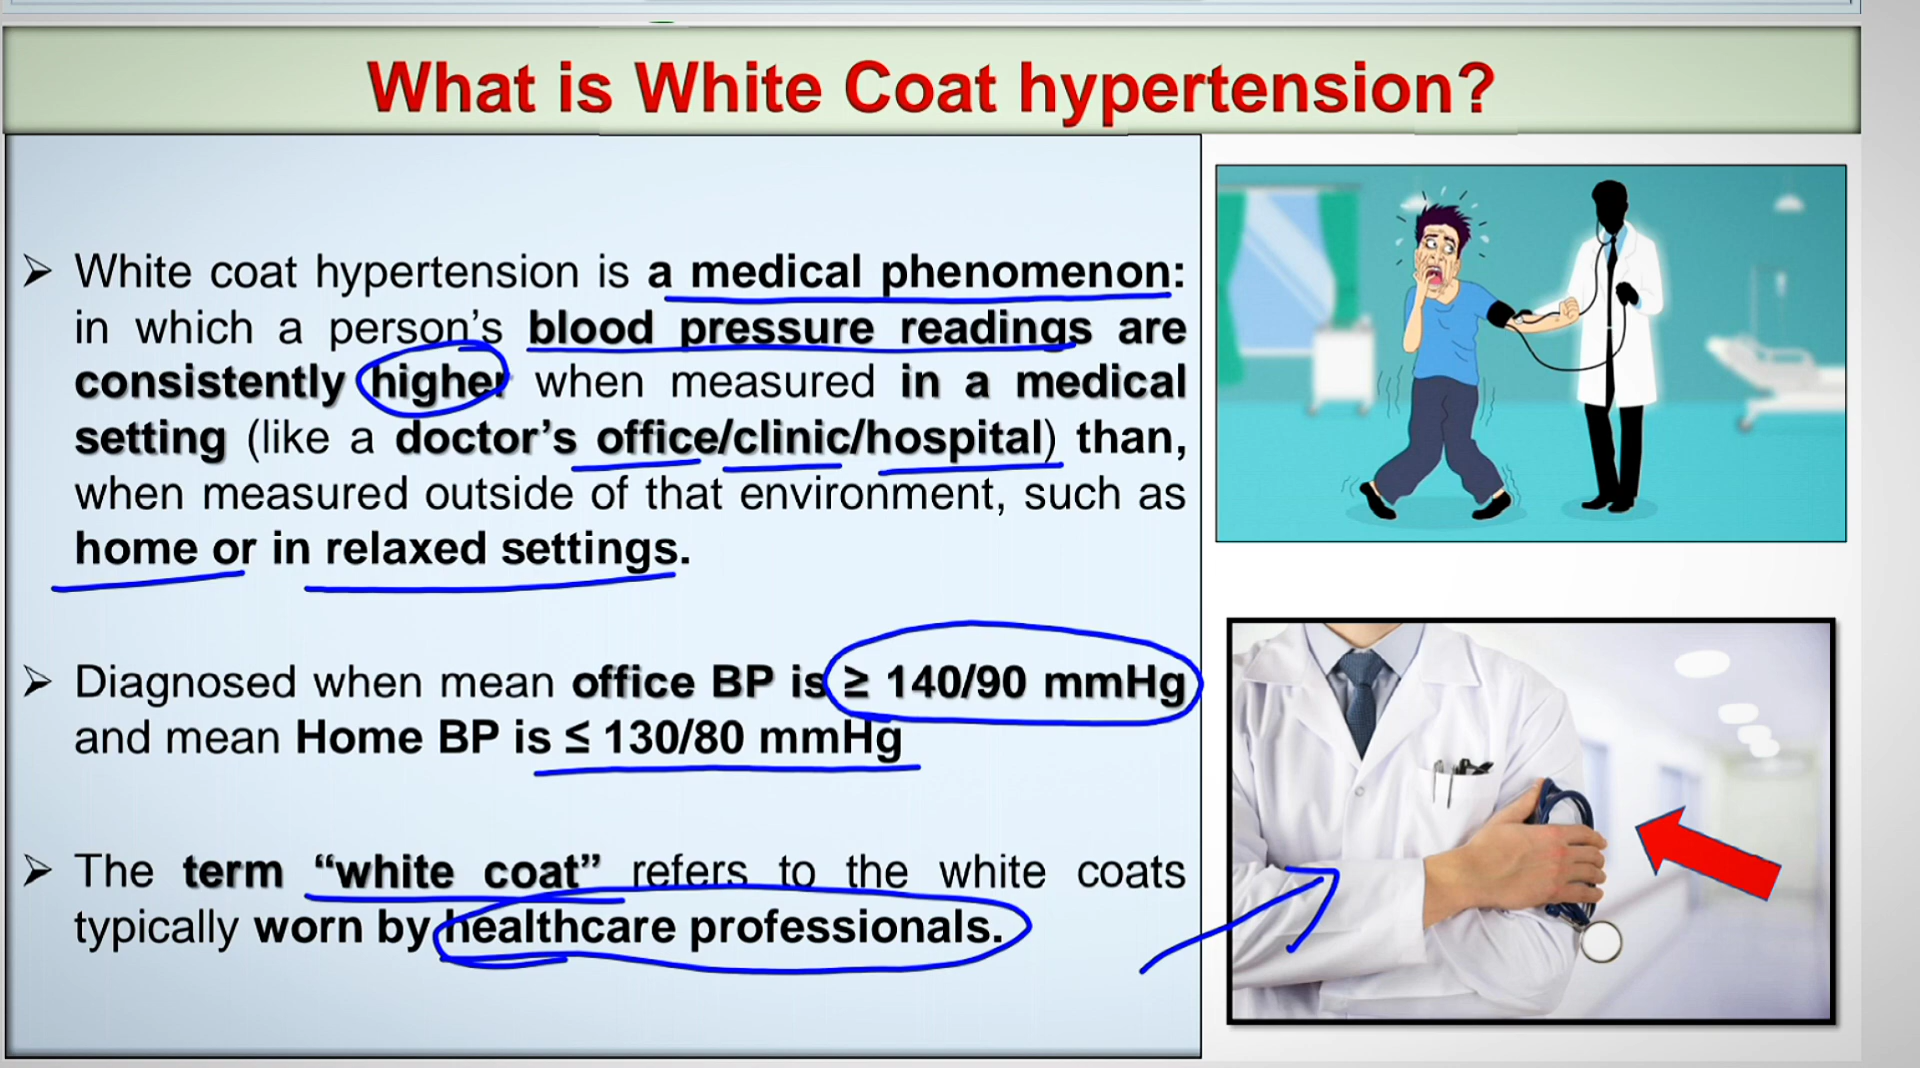 What is White Coat hypertension?
➤ White coat hypertension is a medical phenomenon:
in which a person's blood pressure readings are
consistently higher when measured in a medical
setting (like a doctor's office/clinic/hospital) than,
when measured outside of that environment, such as
home or in relaxed settings.
➤ Diagnosed when mean office BP is ≥ 140/90 mmHg
and mean Home BP is ≤ 130/80 mmHg
➤ The term “white coat” refers to the white coats
typically worn by healthcare professionals.